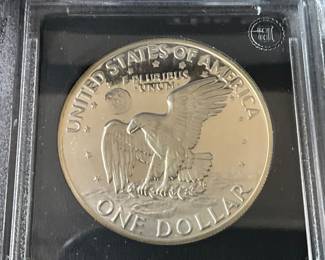 UNITED STATES OF AMERICA
E PLURIBUS
UNUM
ONE DOLLAR